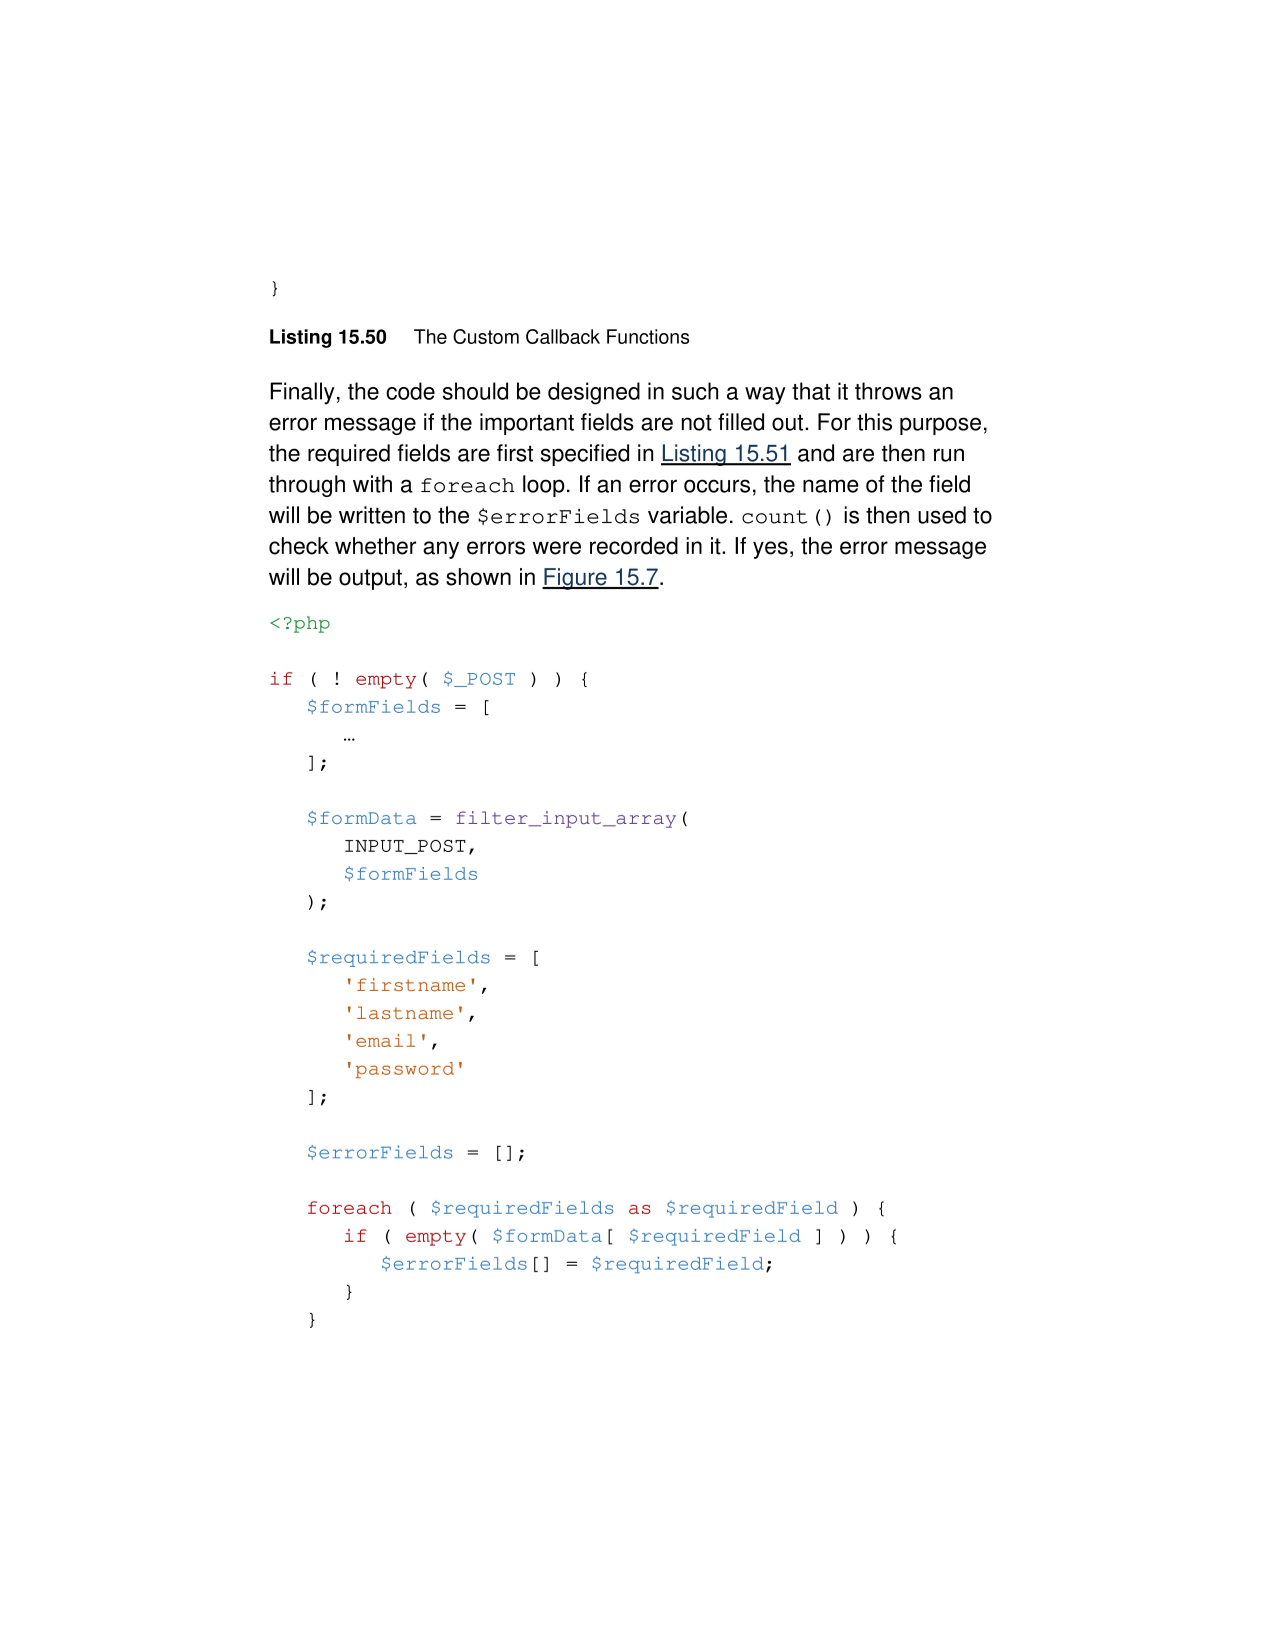 }
Listing 15.50 The Custom Callback Functions
Finally, the code should be designed in such a way that it throws an
error message if the important fields are not filled out. For this purpose,
the required fields are first specified in Listing 15.51 and are then run
through with a foreach loop. If an error occurs, the name of the field
will be written to the $errorFields variable. count() is then used to
check whether any errors were recorded in it. If yes, the error message
will be output, as shown in Figure 15.7.
<?php
if ( ! empty( $_POST ) ) {
   $formFields = [
      …
   ];
   $formData = filter_input_array(
      INPUT_POST,
      $formFields
   );
   $requiredFields = [
      'firstname',
      'lastname',
      'email',
      'password'
   ];
   $errorFields = [];
   foreach ( $requiredFields as $requiredField ) {
      if ( empty( $formData[ $requiredField ] ) ) {
         $errorFields[] = $requiredField;
      }
   }